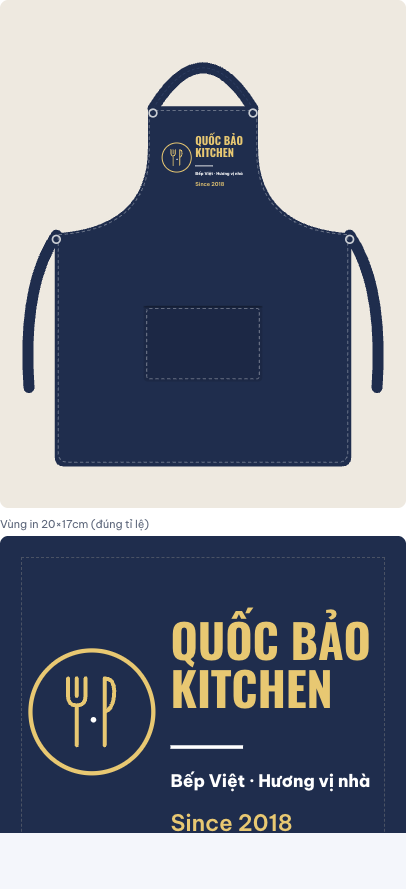 QUỐC BẢO
KITCHEN
Bếp Việt · Hương vị nhà
Since 2018
Vùng in 20×17cm (đúng tỉ lệ)
QUỐC BẢO
KITCHEN
Bếp Việt · Hương vị nhà
Since 2018